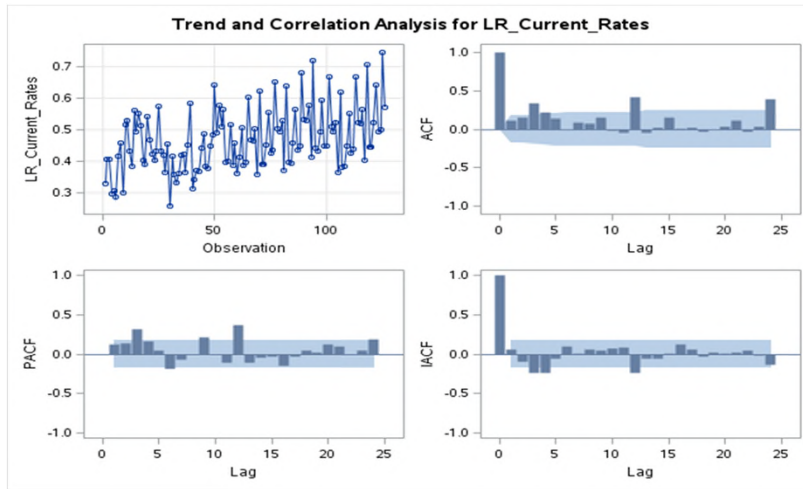 Trend and Correlation Analysis for LR_Current_Rates
LR_Current_Rates
0.7
0.6
0.5
0.4
0.3
0 50 100
Observation
ACF
1.0
0.5
0.0
-0.5
-1.0
0 5 10 15 20 25
Lag
PACF
1.0
0.5
0.0
-0.5
-1.0
0 5 10 15 20 25
Lag
IACF
1.0
0.5
0.0
-0.5
-1.0
0 5 10 15 20 25
Lag